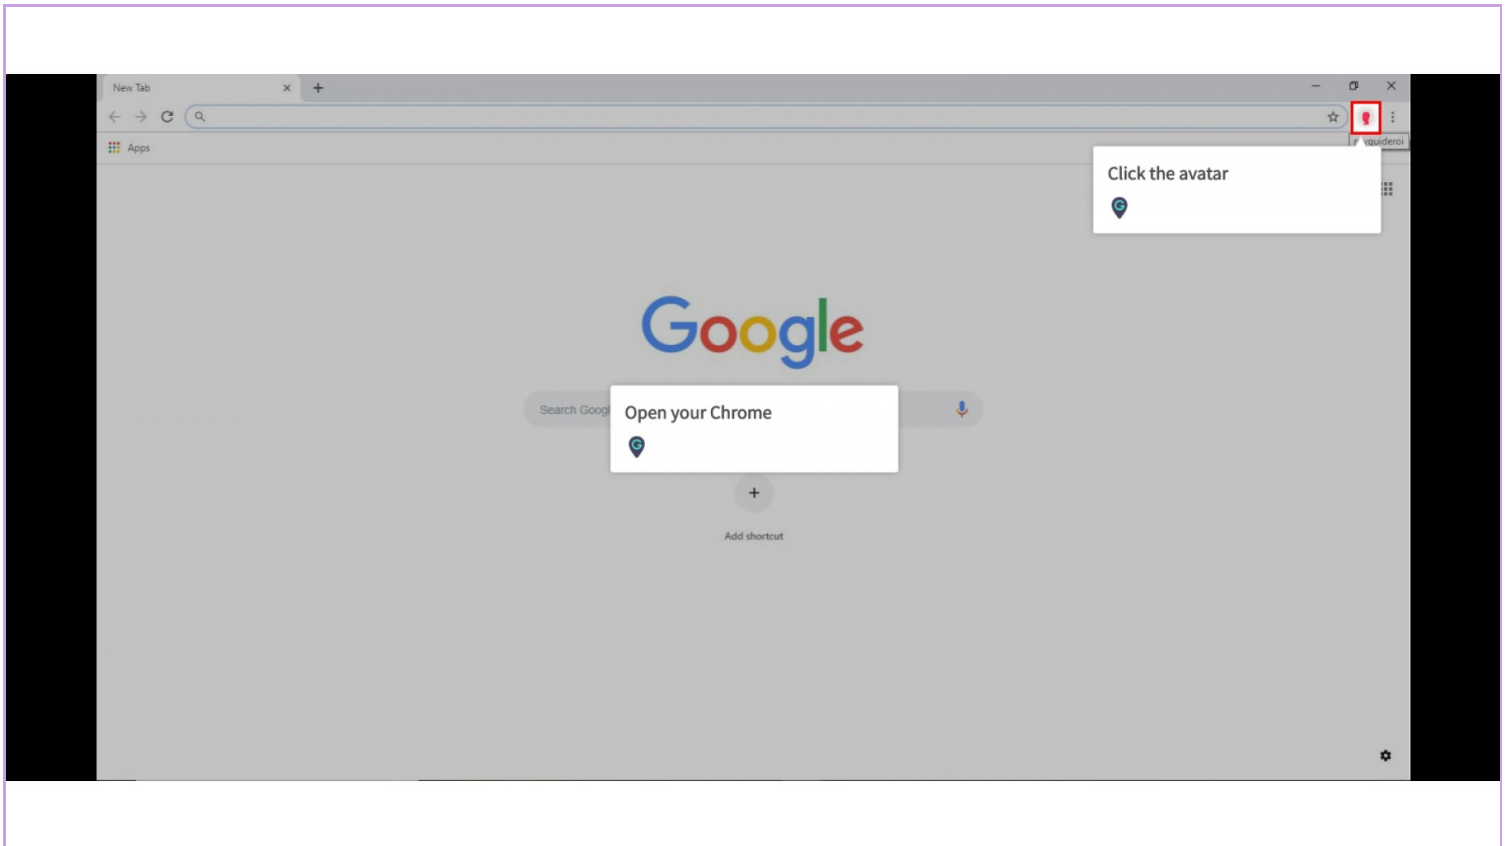 New Tab
Apps
Click the avatar
Google
Search Googl
Open your Chrome
Add shortcut